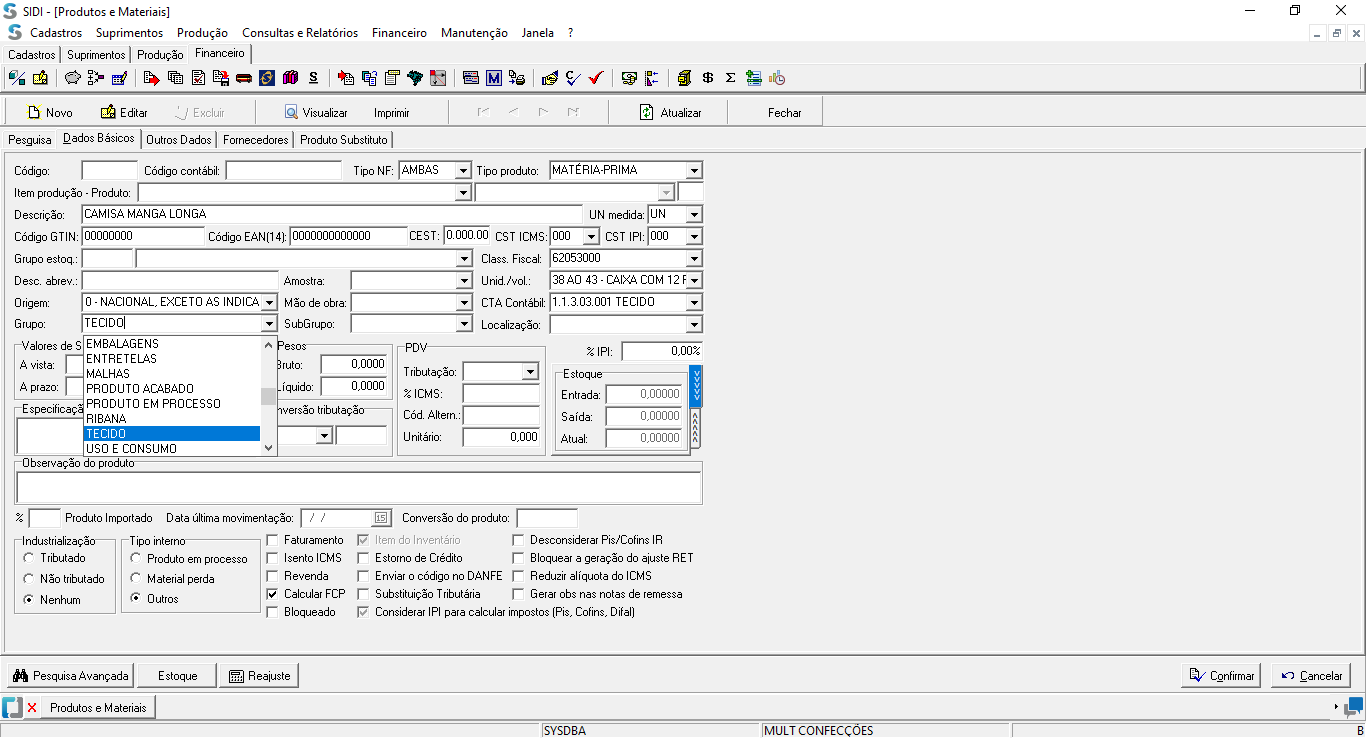 SIDI - [Produtos e Materiais]
Cadastros Suprimentos Produção Consultas e Relatórios Financeiro Manutenção Janela ?
Cadastros Suprimentos Produção Financeiro
Novo Editar Excluir Visualizar Imprimir Atualizar Fechar
Pesquisa Dados Básicos Outros Dados Fornecedores Produto Substituto
Código: Código contábil: Tipo NF: AMBAS Tipo produto: MATÉRIA-PRIMA
Item produção - Produto:
Descrição: CAMISA MANGA LONGA UN medida: UN
Código GTIN: 00000000 Código EAN(14): 0000000000000 CEST: 0.000.00 CST ICMS: 000 CST IPI: 000
Grupo estoq.: Class. Fiscal: 62053000
Desc. abrev.: Amostra: Unid./vol.: 38 AO 43 - CAIXA COM 12 F
Origem: 0 - NACIONAL, EXCETO AS INDICA Mão de obra: CTA Contábil: 1.1.3.03.001 TECIDO
Grupo: TECIDO SubGrupo: Localização:
Valores de S EMBALAGENS Pesos PDV % IPI: 0,00%
A vista: ENTRETELAS Bruto: 0,0000
MALHAS Tributação: Estoque
A prazo: PRODUTO ACABADO Líquido: 0,0000 % ICMS: Entrada: 0,00000
PRODUTO EM PROCESSO
Especificaçã RIBANA nversão tributação Cód. Altern.: Saída: 0,00000
TECIDO Unitário: 0,000 Atual: 0,00000
USO E CONSUMO
Observação do produto
% Produto Importado Data última movimentação: / / 15 Conversão do produto:
Industrialização Tipo interno Faturamento Item do Inventário Desconsiderar Pis/Cofins IR
Tributado Produto em processo Isento ICMS Estorno de Crédito Bloquear a geração do ajuste RET
Não tributado Material perda Revenda Enviar o código no DANFE Reduzir alíquota do ICMS
Nenhum Outros Calcular FCP Substituição Tributária Gerar obs nas notas de remessa
Bloqueado Considerar IPI para calcular impostos (Pis, Cofins, Difal)
Pesquisa Avançada Estoque Reajuste Confirmar Cancelar
Produtos e Materiais
SYSDBA MULT CONFECÇÕES B